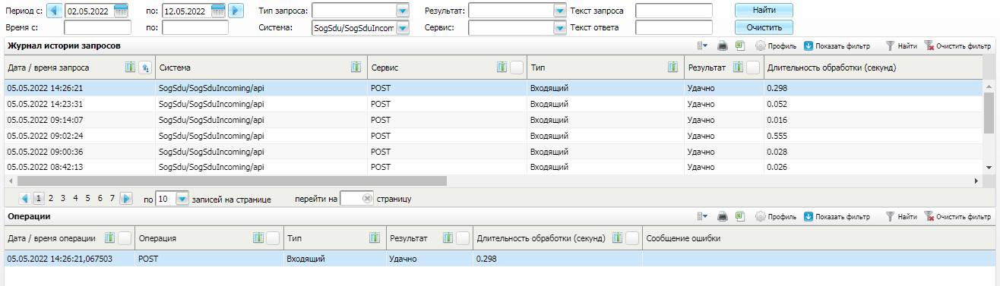 Период с: 02.05.2022 по: 12.05.2022 Тип запроса: Результат: Текст запроса Найти
Время с: по: Система: SogSdu/SogSduIncom Сервис: Текст ответа Очистить
Журнал истории запросов Профиль Показать фильтр Найти Очистить фильтр
Дата / время запроса Система Сервис Тип Результат Длительность обработки (секунд)
05.05.2022 14:26:21 SogSdu/SogSduIncoming/api POST Входящий Удачно 0.298
05.05.2022 14:23:31 SogSdu/SogSduIncoming/api POST Входящий Удачно 0.052
05.05.2022 09:14:07 SogSdu/SogSduIncoming/api POST Входящий Удачно 0.016
05.05.2022 09:02:24 SogSdu/SogSduIncoming/api POST Входящий Удачно 0.555
05.05.2022 09:00:36 SogSdu/SogSduIncoming/api POST Входящий Удачно 0.028
05.05.2022 08:42:13 SogSdu/SogSduIncoming/api POST Входящий Удачно 0.026
1 2 3 4 5 6 7 по 10 записей на странице перейти на страницу
Операции Профиль Показать фильтр Найти Очистить фильтр
Дата / время операции Операция Тип Результат Длительность обработки (секунд) Сообщение ошибки
05.05.2022 14:26:21,067503 POST Входящий Удачно 0.298